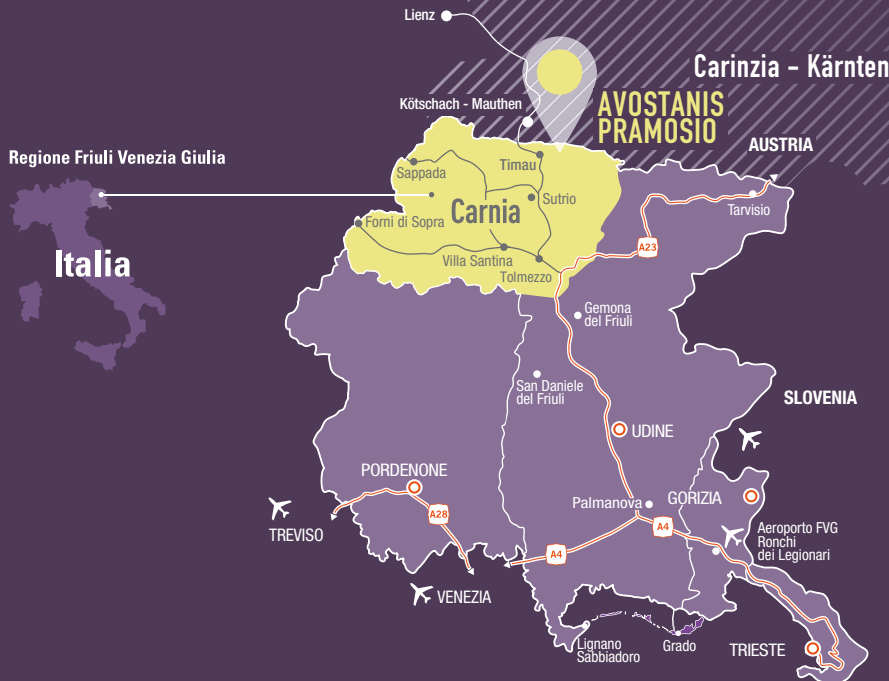 Lienz
Carinzia - Kärnten
Kötschach - Mauthen
AVOSTANIS
PRAMOSIO
AUSTRIA
Regione Friuli Venezia Giulia
Italia
Sappada
Timau
Carnia
Sutrio
Tarvisio
Forni di Sopra
A23
Villa Santina
Tolmezzo
Gemona
del Friuli
San Daniele
del Friuli
SLOVENIA
UDINE
PORDENONE
A28
TREVISO
Palmanova
GORIZIA
A4
A4
Aeroporto FVG
Ronchi
dei Legionari
VENEZIA
Lignano
Sabbiadoro
Grado
TRIESTE